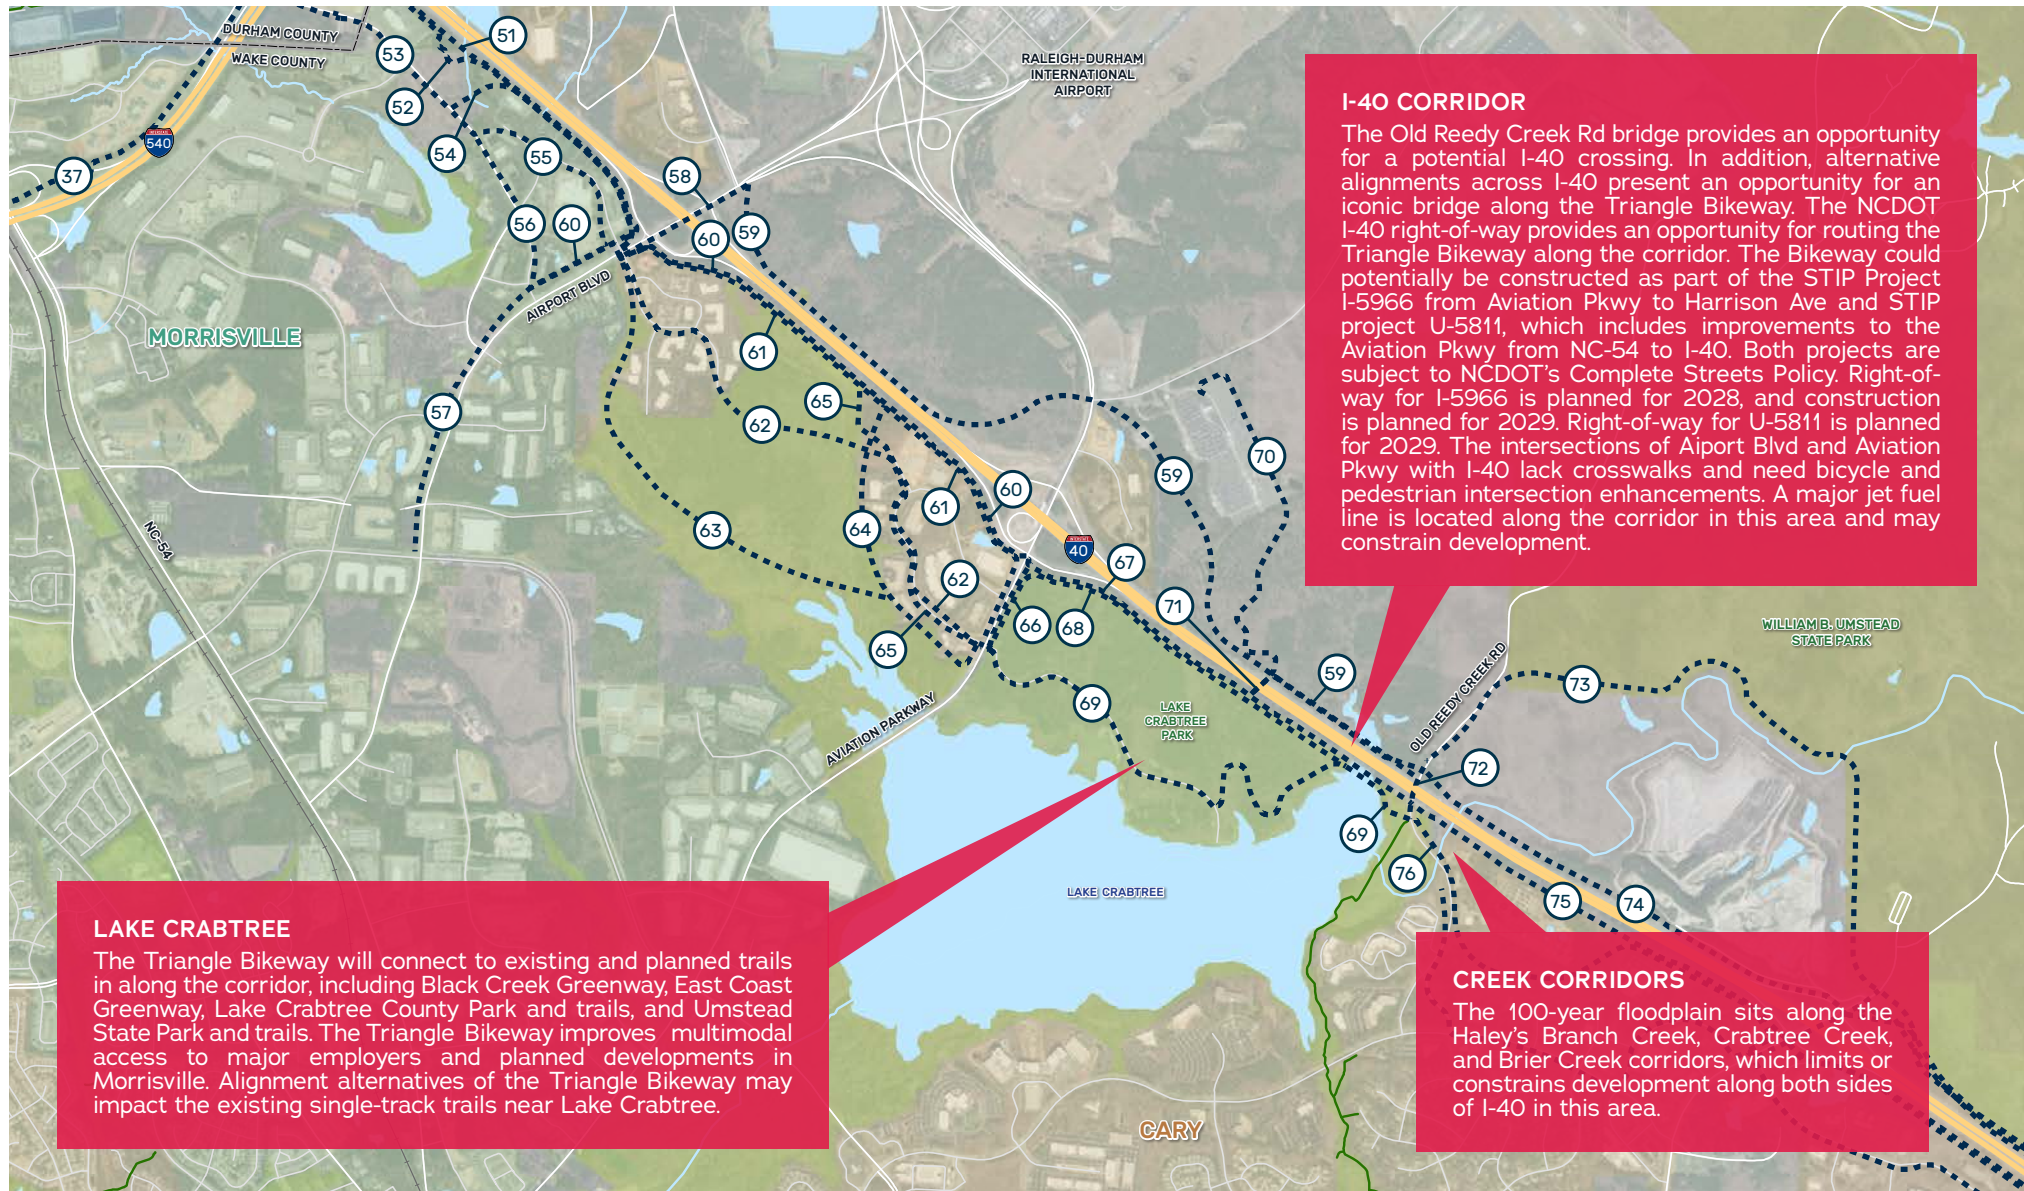 DURHAM COUNTY
WAKE COUNTY
51
53
52
54
55
INTERSTATE
540
37
56
60
58
60
59
RALEIGH-DURHAM
INTERNATIONAL
AIRPORT
AIRPORT BLVD
MORRISVILLE
61
65
62
57
63
64
61
60
59
70
NC-54
INTERSTATE
40
67
62
66
68
71
65
59
69
LAKE
CRABTREE
PARK
AVIATION PARKWAY
OLD REEDY CREEK RD
WILLIAM B. UMSTEAD
STATE PARK
73
72
69
76
75
74
LAKE CRABTREE
CARY
I-40 CORRIDOR
The Old Reedy Creek Rd bridge provides an opportunity
for a potential I-40 crossing. In addition, alternative
alignments across I-40 present an opportunity for an
iconic bridge along the Triangle Bikeway. The NCDOT
I-40 right-of-way provides an opportunity for routing the
Triangle Bikeway along the corridor. The Bikeway could
potentially be constructed as part of the STIP Project
I-5966 from Aviation Pkwy to Harrison Ave and STIP
project U-5811, which includes improvements to the
Aviation Pkwy from NC-54 to I-40. Both projects are
subject to NCDOT's Complete Streets Policy. Right-of-
way for I-5966 is planned for 2028, and construction
is planned for 2029. Right-of-way for U-5811 is planned
for 2029. The intersections of Aiport Blvd and Aviation
Pkwy with I-40 lack crosswalks and need bicycle and
pedestrian intersection enhancements. A major jet fuel
line is located along the corridor in this area and may
constrain development.
LAKE CRABTREE
The Triangle Bikeway will connect to existing and planned trails
in along the corridor, including Black Creek Greenway, East Coast
Greenway, Lake Crabtree County Park and trails, and Umstead
State Park and trails. The Triangle Bikeway improves multimodal
access to major employers and planned developments in
Morrisville. Alignment alternatives of the Triangle Bikeway may
impact the existing single-track trails near Lake Crabtree.
CREEK CORRIDORS
The 100-year floodplain sits along the
Haley's Branch Creek, Crabtree Creek,
and Brier Creek corridors, which limits or
constrains development along both sides
of I-40 in this area.